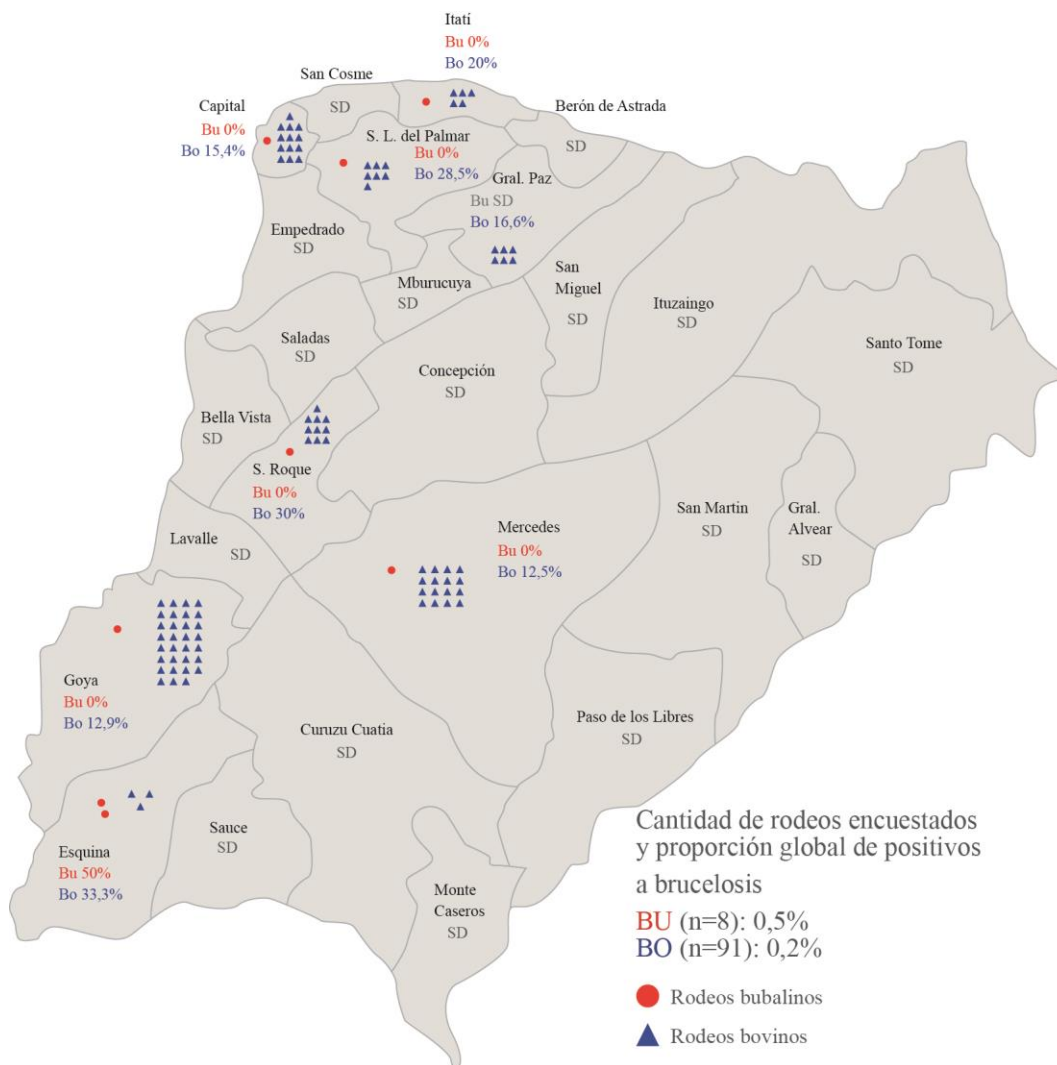 Itatí
Bu 0%
Bo 20%
San Cosme
SD
Capital
Bu 0%
Bo 15,4%
Berón de Astrada
SD
S. L. del Palmar
Bu 0%
Bo 28,5%
Gral. Paz
Bu SD
Bo 16,6%
Empedrado
SD
Mburucuya
SD
San
Miguel
SD
Ituzaingo
SD
Santo Tome
SD
Saladas
SD
Concepción
SD
Bella Vista
SD
S. Roque
Bu 0%
Bo 30%
Lavalle
SD
Mercedes
Bu 0%
Bo 12,5%
San Martin
SD
Gral.
Alvear
SD
Goya
Bu 0%
Bo 12,9%
Curuzu Cuatia
SD
Paso de los Libres
SD
Esquina
Bu 50%
Bo 33,3%
Sauce
SD
Monte
Caseros
SD
Cantidad de rodeos encuestados
y proporción global de positivos
a brucelosis
BU (n=8): 0,5%
BO (n=91): 0,2%
Rodeos bubalinos
Rodeos bovinos